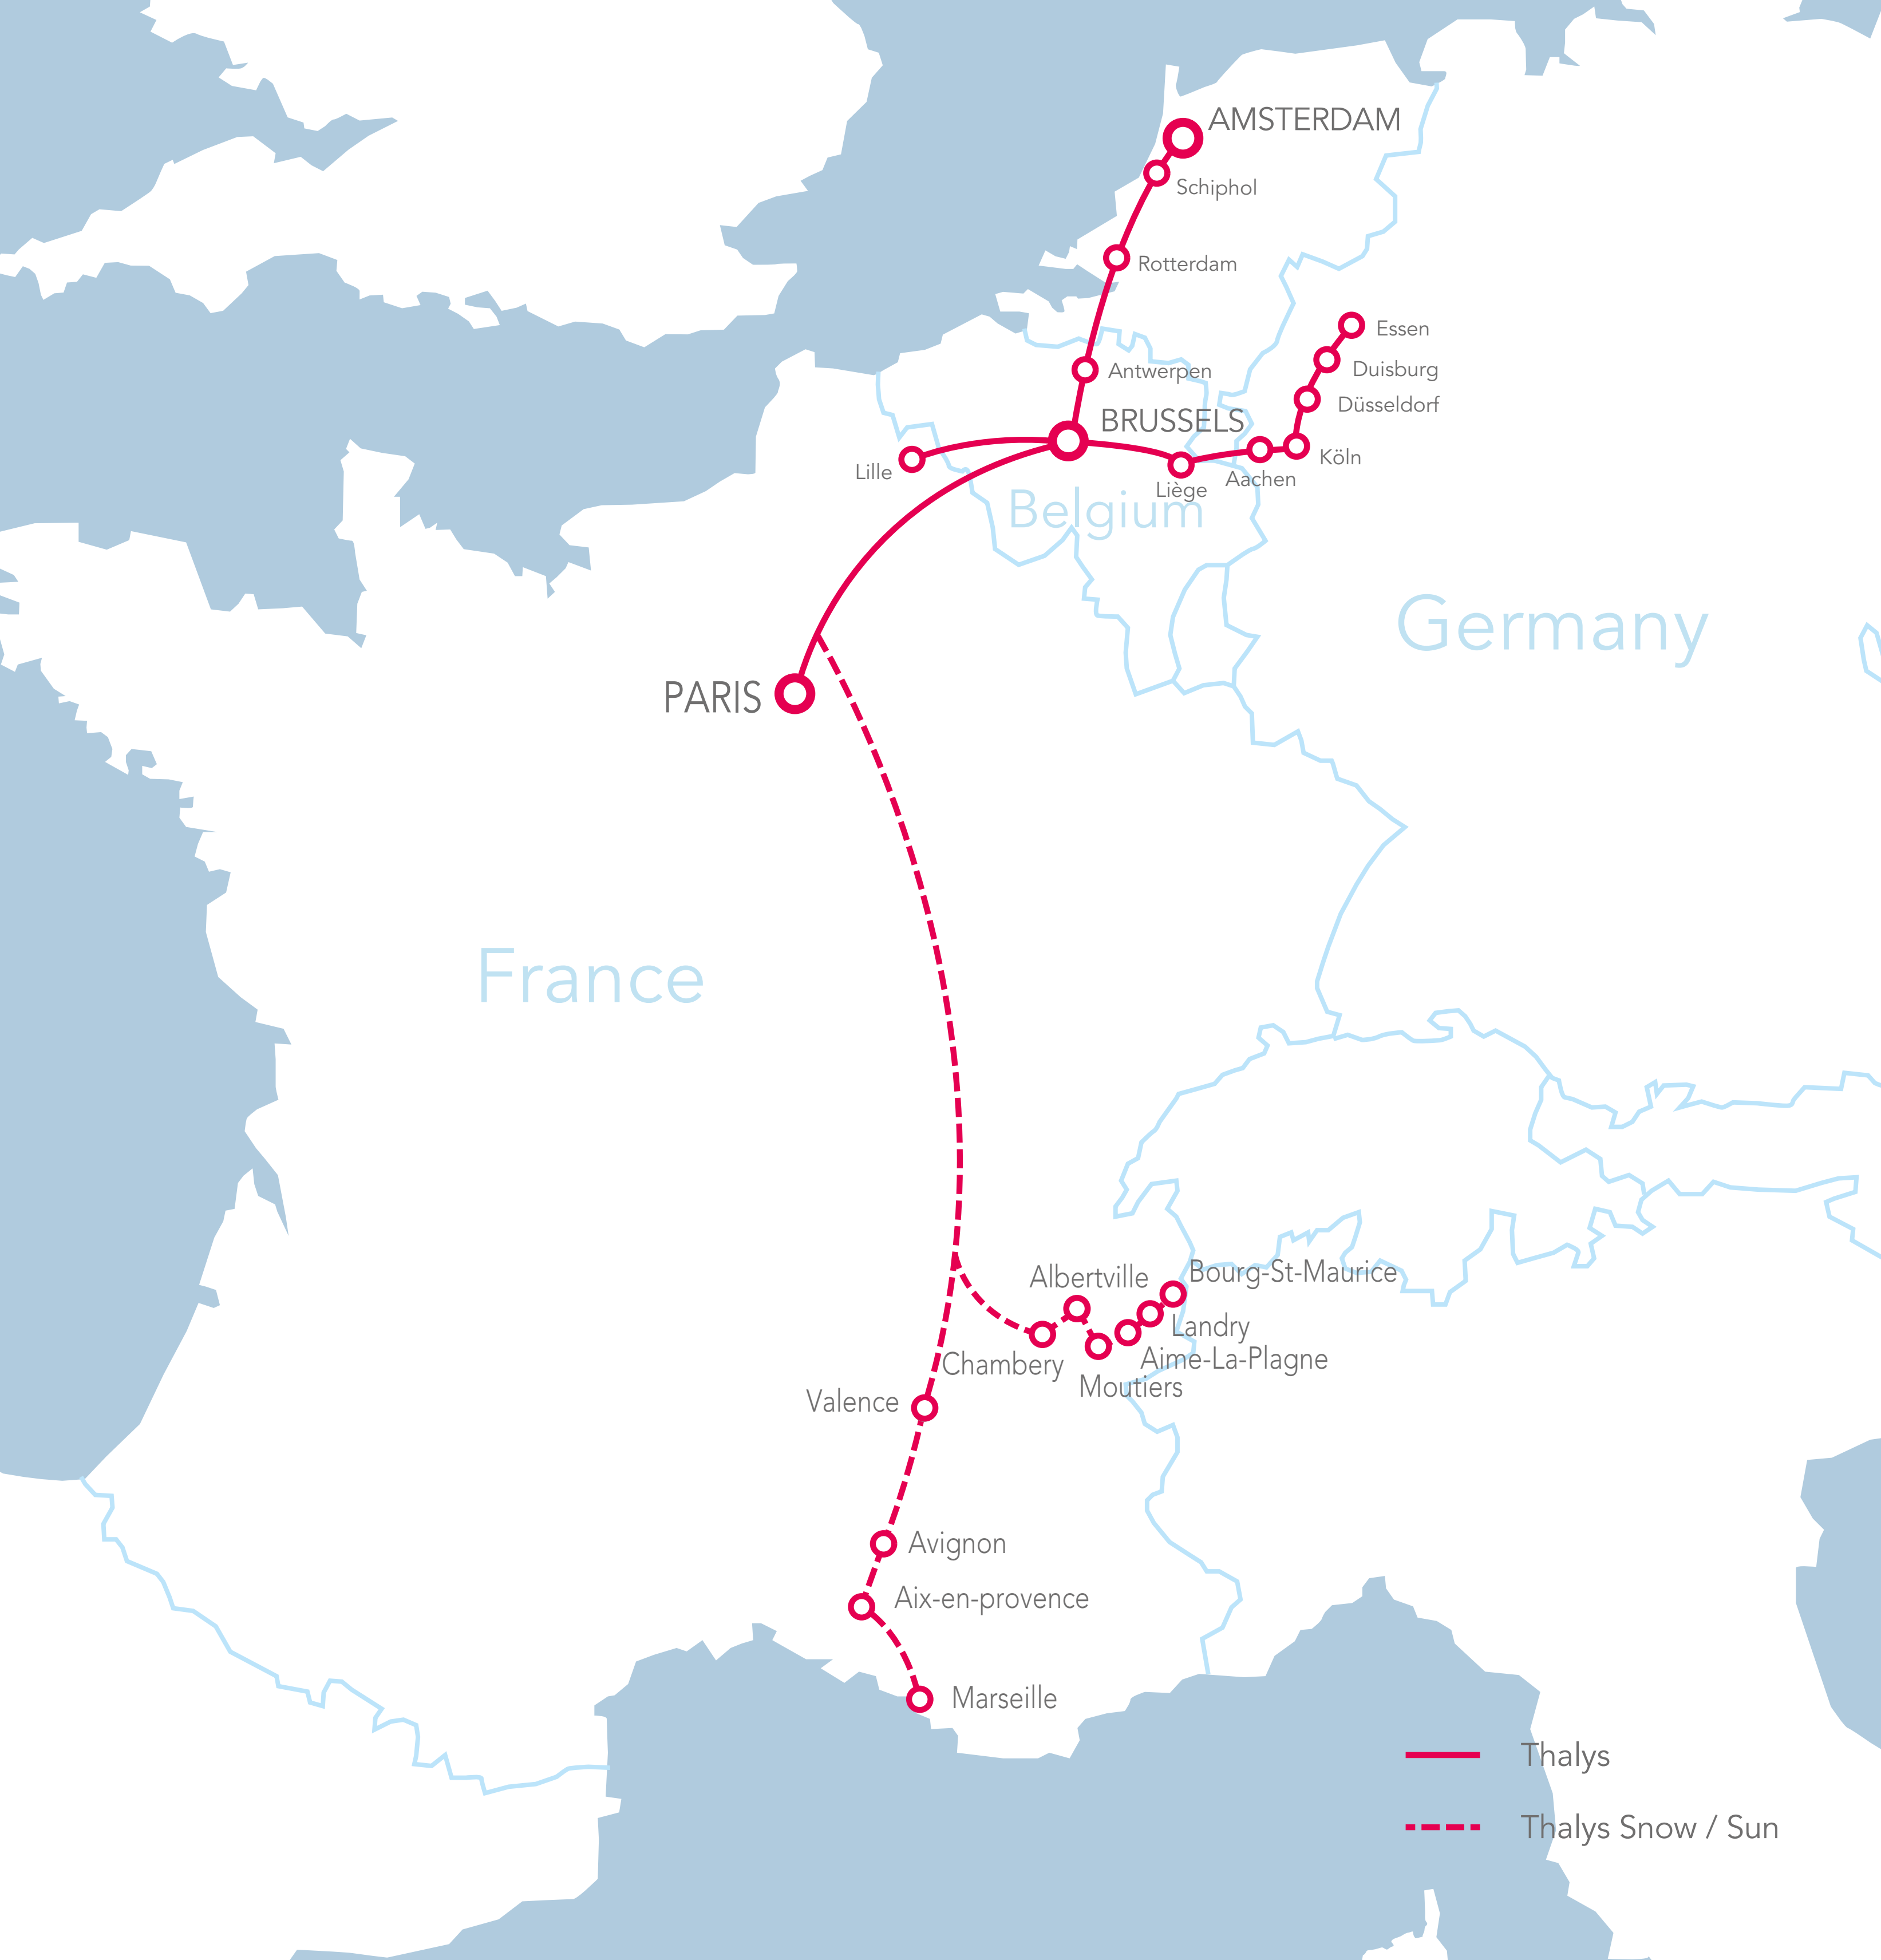 AMSTERDAM
Schiphol
Rotterdam
Essen
Duisburg
Antwerpen
Düsseldorf
BRUSSELS
Köln
Lille
Aachen
Liège
Belgium
Germany
PARIS
France
Bourg-St-Maurice
Albertville
Landry
Aime-La-Plagne
Chambery
Moutiers
Valence
Avignon
Aix-en-provence
Marseille
Thalys
Thalys Snow / Sun